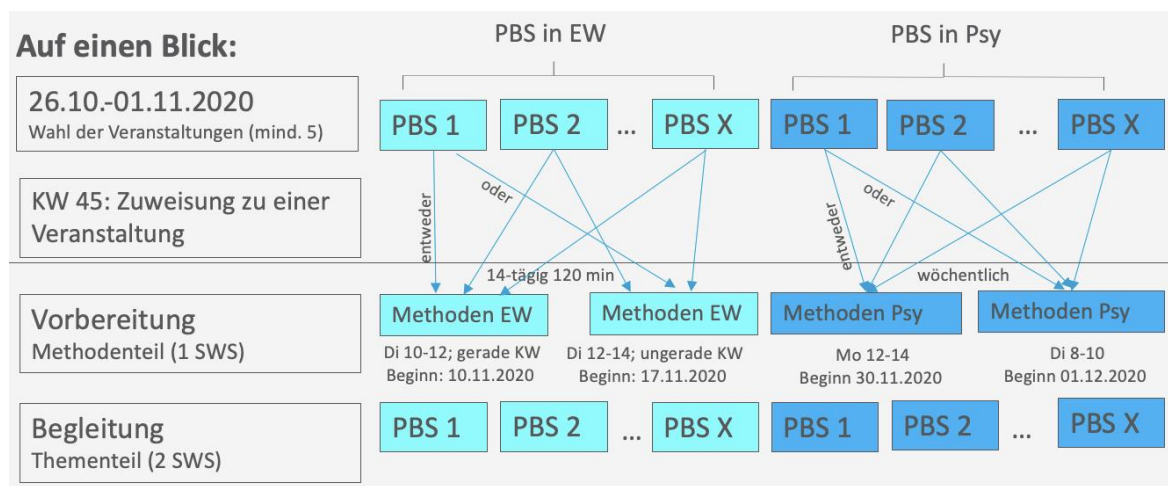 Auf einen Blick:
PBS in EW
PBS in Psy
26.10.-01.11.2020
Wahl der Veranstaltungen (mind. 5)
PBS 1
PBS 2
...
PBS X
PBS 1
PBS 2
...
PBS X
KW 45: Zuweisung zu einer
Veranstaltung
entweder
oder
entweder
oder
14-tägig 120 min
wöchentlich
Vorbereitung
Methodenteil (1 SWS)
Methoden EW
Methoden EW
Methoden Psy
Methoden Psy
Di 10-12; gerade KW
Beginn: 10.11.2020
Di 12-14; ungerade KW
Beginn: 17.11.2020
Mo 12-14
Beginn 30.11.2020
Di 8-10
Beginn 01.12.2020
Begleitung
Thementeil (2 SWS)
PBS 1
PBS 2
...
PBS X
PBS 1
PBS 2
...
PBS X